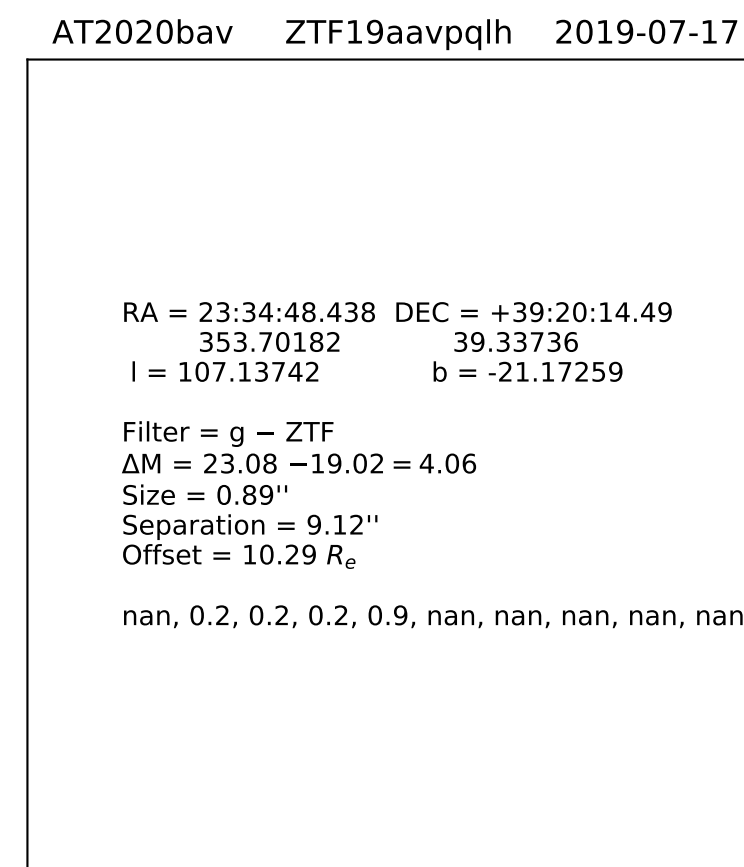 AT2020bav ZTF19aavpqlh 2019-07-17
RA = 23:34:48.438 DEC = +39:20:14.49
353.70182 39.33736
l = 107.13742 b = -21.17259
Filter = g − ZTF
ΔM = 23.08 −19.02 = 4.06
Size = 0.89''
Separation = 9.12''
Offset = 10.29 Rₑ
nan, 0.2, 0.2, 0.2, 0.9, nan, nan, nan, nan, nan